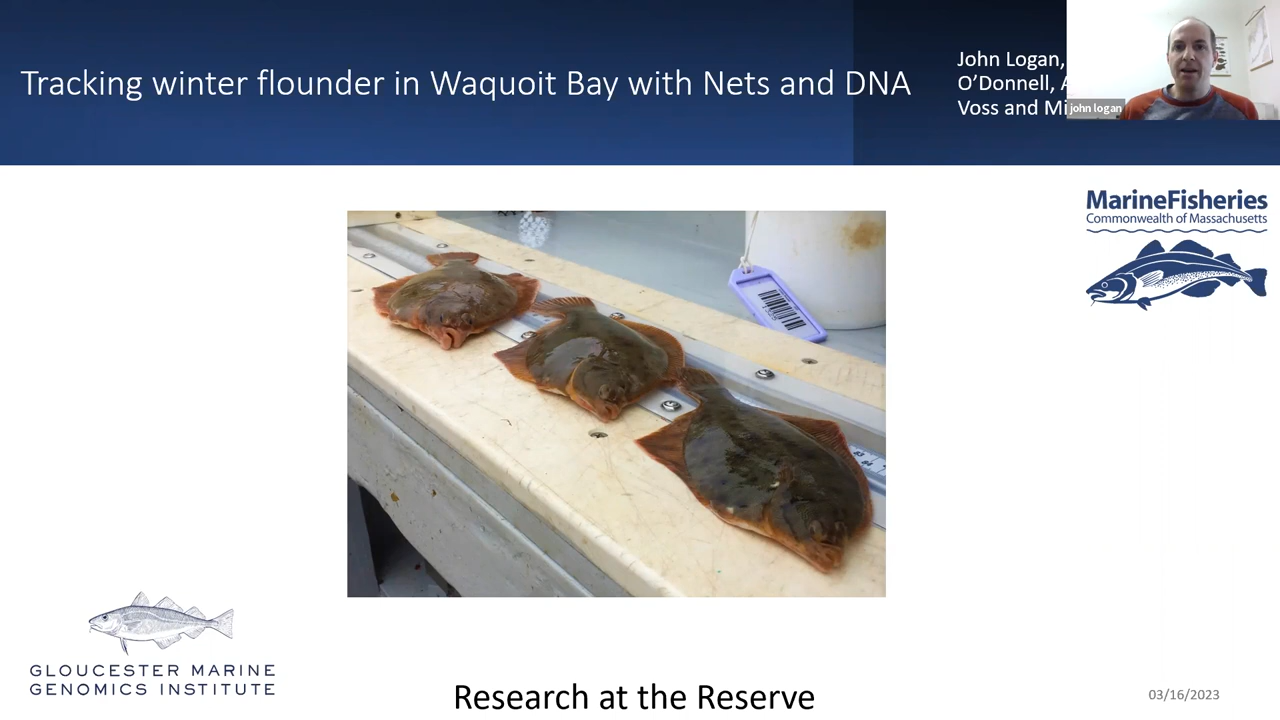 Tracking winter flounder in Waquoit Bay with Nets and DNA
John Logan,
O'Donnell,
Voss and
john logan
MarineFisheries
Commonwealth of Massachusetts
GLOUCESTER MARINE
GENOMICS INSTITUTE
Research at the Reserve
03/16/2023